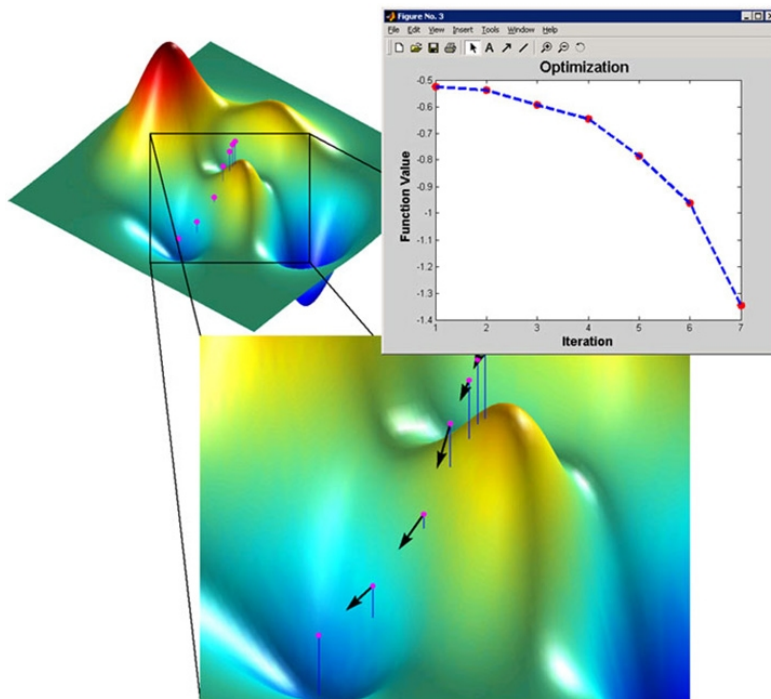 Figure No. 3
File Edit View Insert Tools Window Help
A
Optimization
-0.5
-0.6
-0.7
-0.8
-0.9
-1
-1.1
-1.2
-1.3
-1.4
Function Value
1 2 3 4 5 6 7
Iteration